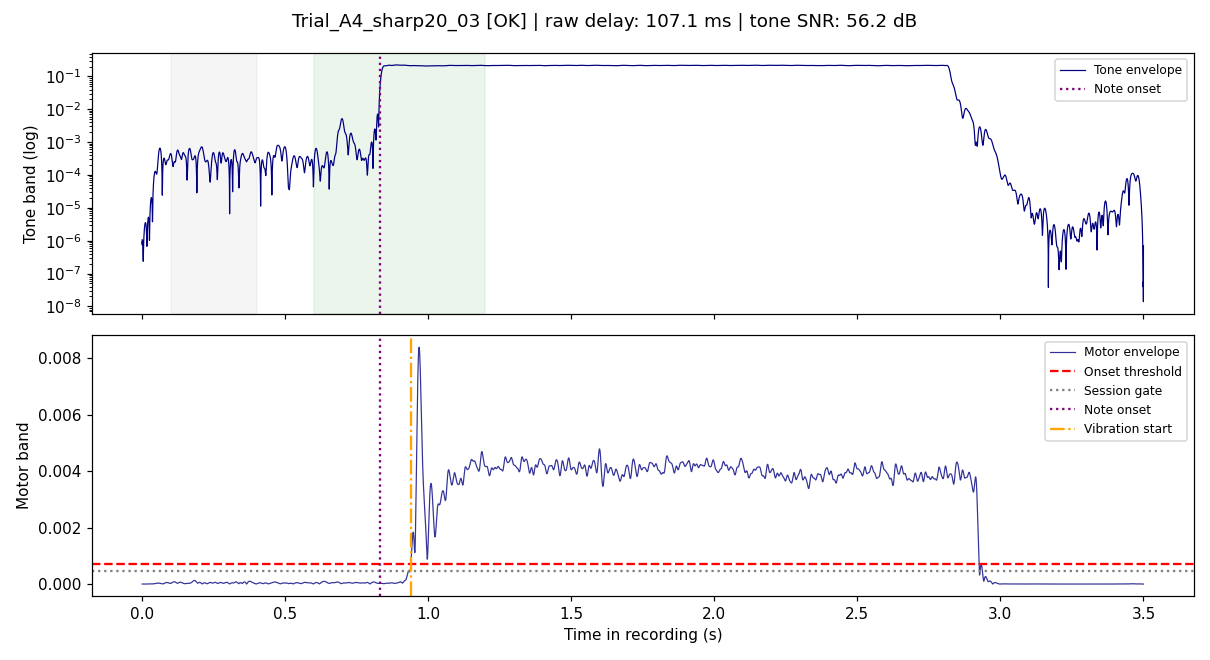 Trial_A4_sharp20_03 [OK] | raw delay: 107.1 ms | tone SNR: 56.2 dB
Tone band (log)
10⁻¹
10⁻²
10⁻³
10⁻⁴
10⁻⁵
10⁻⁶
10⁻⁷
10⁻⁸
Tone envelope
Note onset
Motor band
0.008
0.006
0.004
0.002
0.000
Motor envelope
Onset threshold
Session gate
Note onset
Vibration start
0.0 0.5 1.0 1.5 2.0 2.5 3.0 3.5
Time in recording (s)